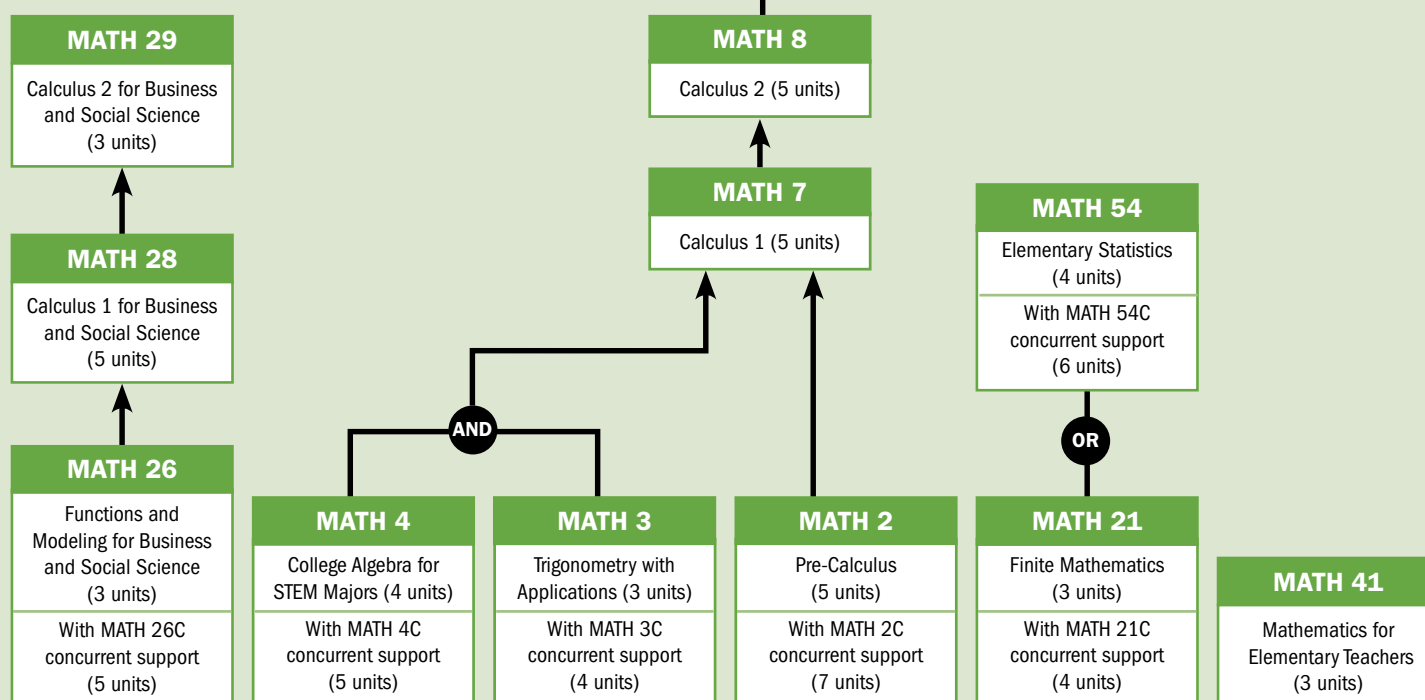 MATH 29
Calculus 2 for Business
and Social Science
(3 units)
MATH 8
Calculus 2 (5 units)
MATH 7
Calculus 1 (5 units)
MATH 54
Elementary Statistics
(4 units)
With MATH 54C
concurrent support
(6 units)
MATH 28
Calculus 1 for Business
and Social Science
(5 units)
AND
OR
MATH 26
Functions and
Modeling for Business
and Social Science
(3 units)
With MATH 26C
concurrent support
(5 units)
MATH 4
College Algebra for
STEM Majors (4 units)
With MATH 4C
concurrent support
(5 units)
MATH 3
Trigonometry with
Applications (3 units)
With MATH 3C
concurrent support
(4 units)
MATH 2
Pre-Calculus
(5 units)
With MATH 2C
concurrent support
(7 units)
MATH 21
Finite Mathematics
(3 units)
With MATH 21C
concurrent support
(4 units)
MATH 41
Mathematics for
Elementary Teachers
(3 units)